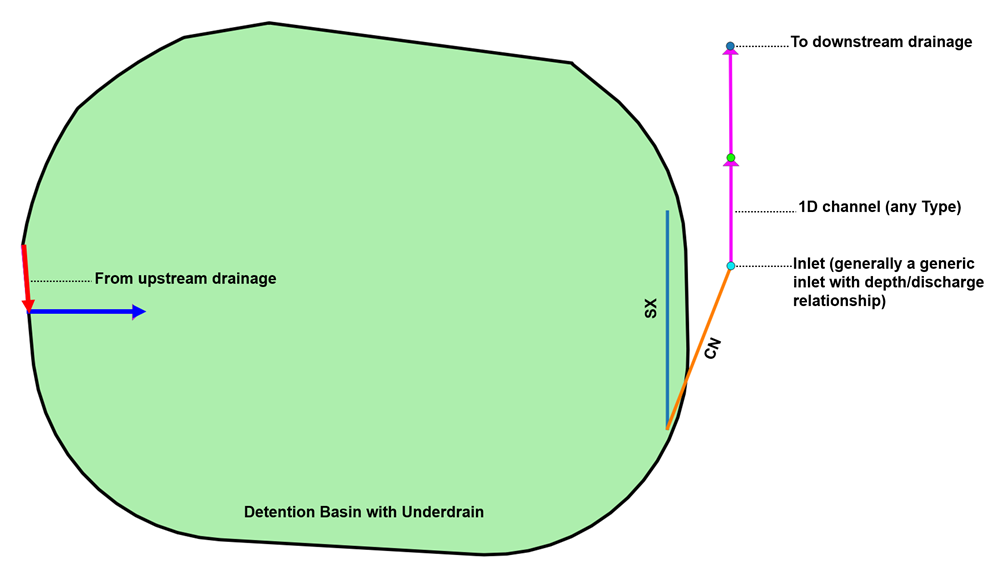 To downstream drainage
1D channel (any Type)
Inlet (generally a generic
inlet with depth/discharge
relationship)
From upstream drainage
SX
CN
Detention Basin with Underdrain